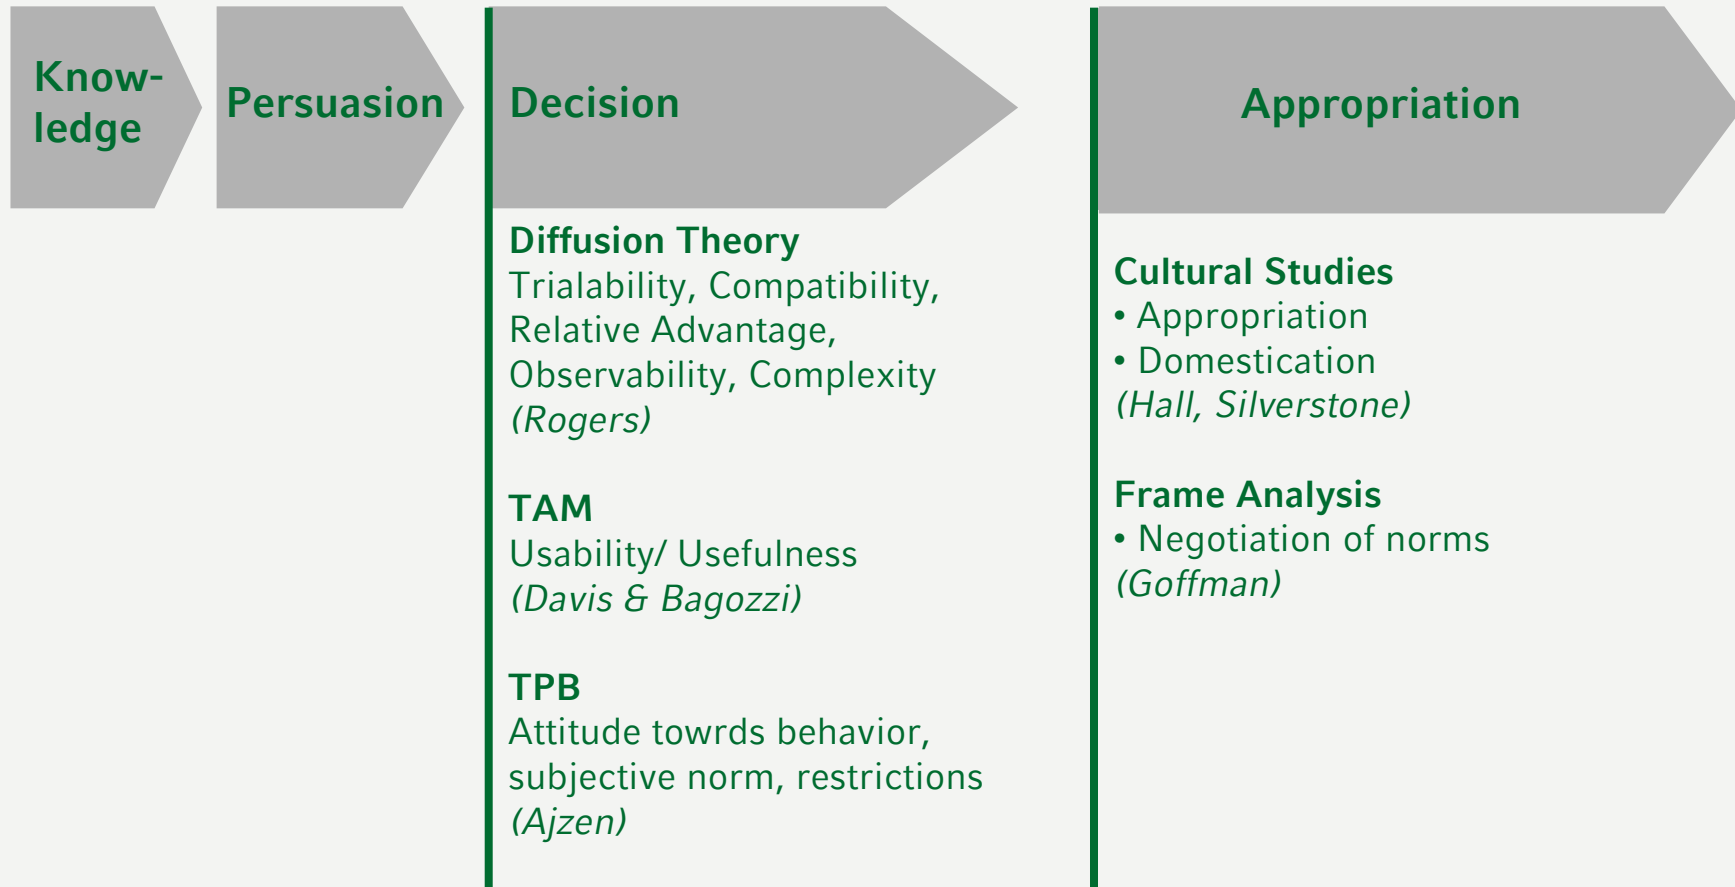 Know-
ledge
Persuasion
Decision
Appropriation
Diffusion Theory
Trialability, Compatibility,
Relative Advantage,
Observability, Complexity
(Rogers)
TAM
Usability/ Usefulness
(Davis & Bagozzi)
TPB
Attitude towrds behavior,
subjective norm, restrictions
(Ajzen)
Cultural Studies
• Appropriation
• Domestication
(Hall, Silverstone)
Frame Analysis
• Negotiation of norms
(Goffman)